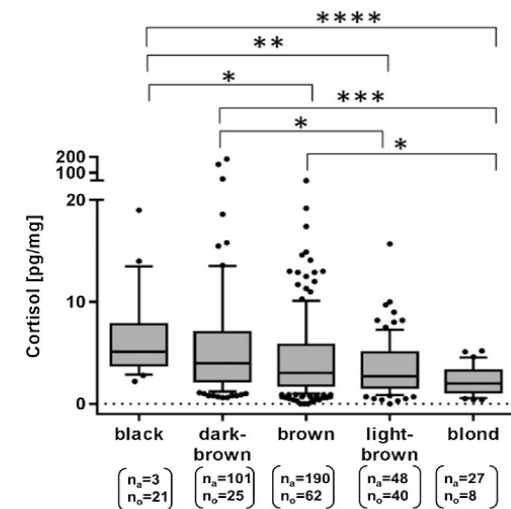 ****
**
*
***
*
*
200
100
20
10
0
Cortisol [pg/mg]
black dark- brown light- blond
brown brown
nₐ=3 nₐ=101 nₐ=190 nₐ=48 nₐ=27
nₒ=21 nₒ=25 nₒ=62 nₒ=40 nₒ=8